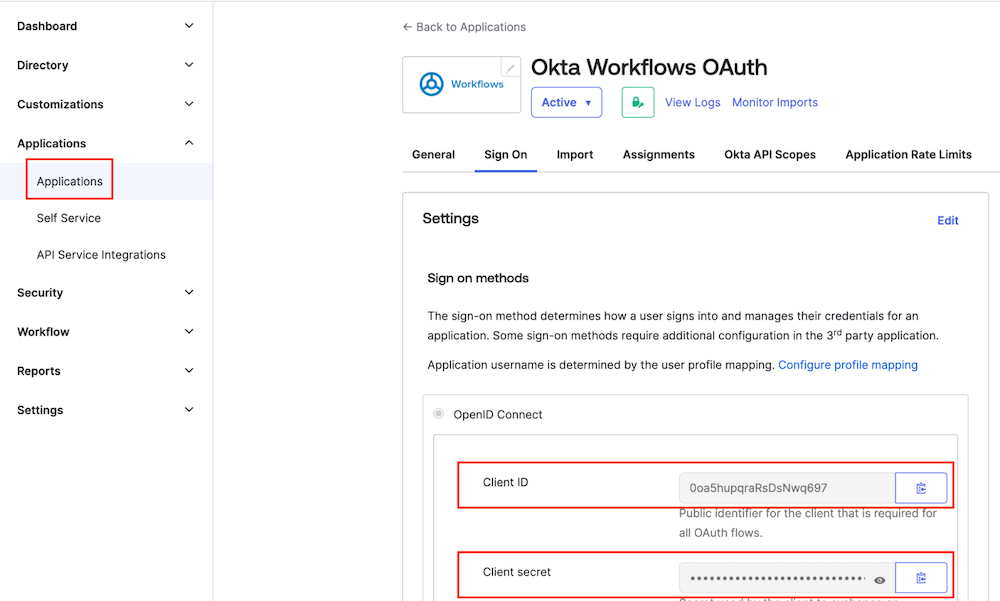 Dashboard
Directory
Customizations
Applications
Applications
Self Service
API Service Integrations
Security
Workflow
Reports
Settings
← Back to Applications
Workflows
Okta Workflows OAuth
Active ▼
View Logs
Monitor Imports
General
Sign On
Import
Assignments
Okta API Scopes
Application Rate Limits
Settings
Edit
Sign on methods
The sign-on method determines how a user signs into and manages their credentials for an
application. Some sign-on methods require additional configuration in the 3rd party application.
Application username is determined by the user profile mapping. Configure profile mapping
OpenID Connect
Client ID
0oa5hupqraRsDsNwq697
Public identifier for the client that is required for
all OAuth flows.
Client secret
••••••••••••••••••••••••••••